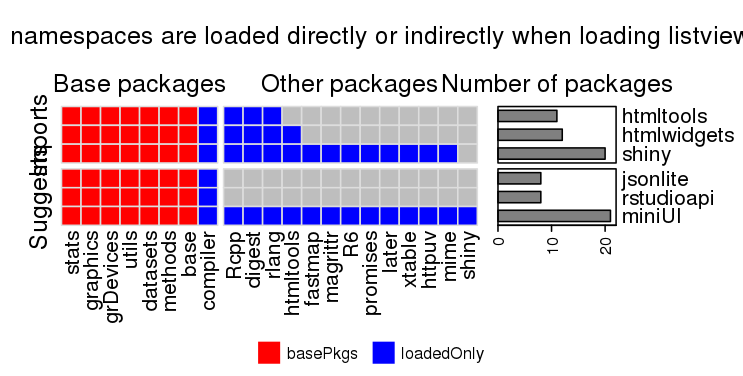 namespaces are loaded directly or indirectly when loading listview
Base packages
Other packages
Number of packages
Imports
Suggests
htmltools
htmlwidgets
shiny
jsonlite
rstudioapi
miniUI
stats
graphics
grDevices
utils
datasets
methods
base
compiler
Rcpp
digest
rlang
htmltools
fastmap
magrittr
R6
promises
later
xtable
httpuv
mime
shiny
0
10
20
basePkgs
loadedOnly